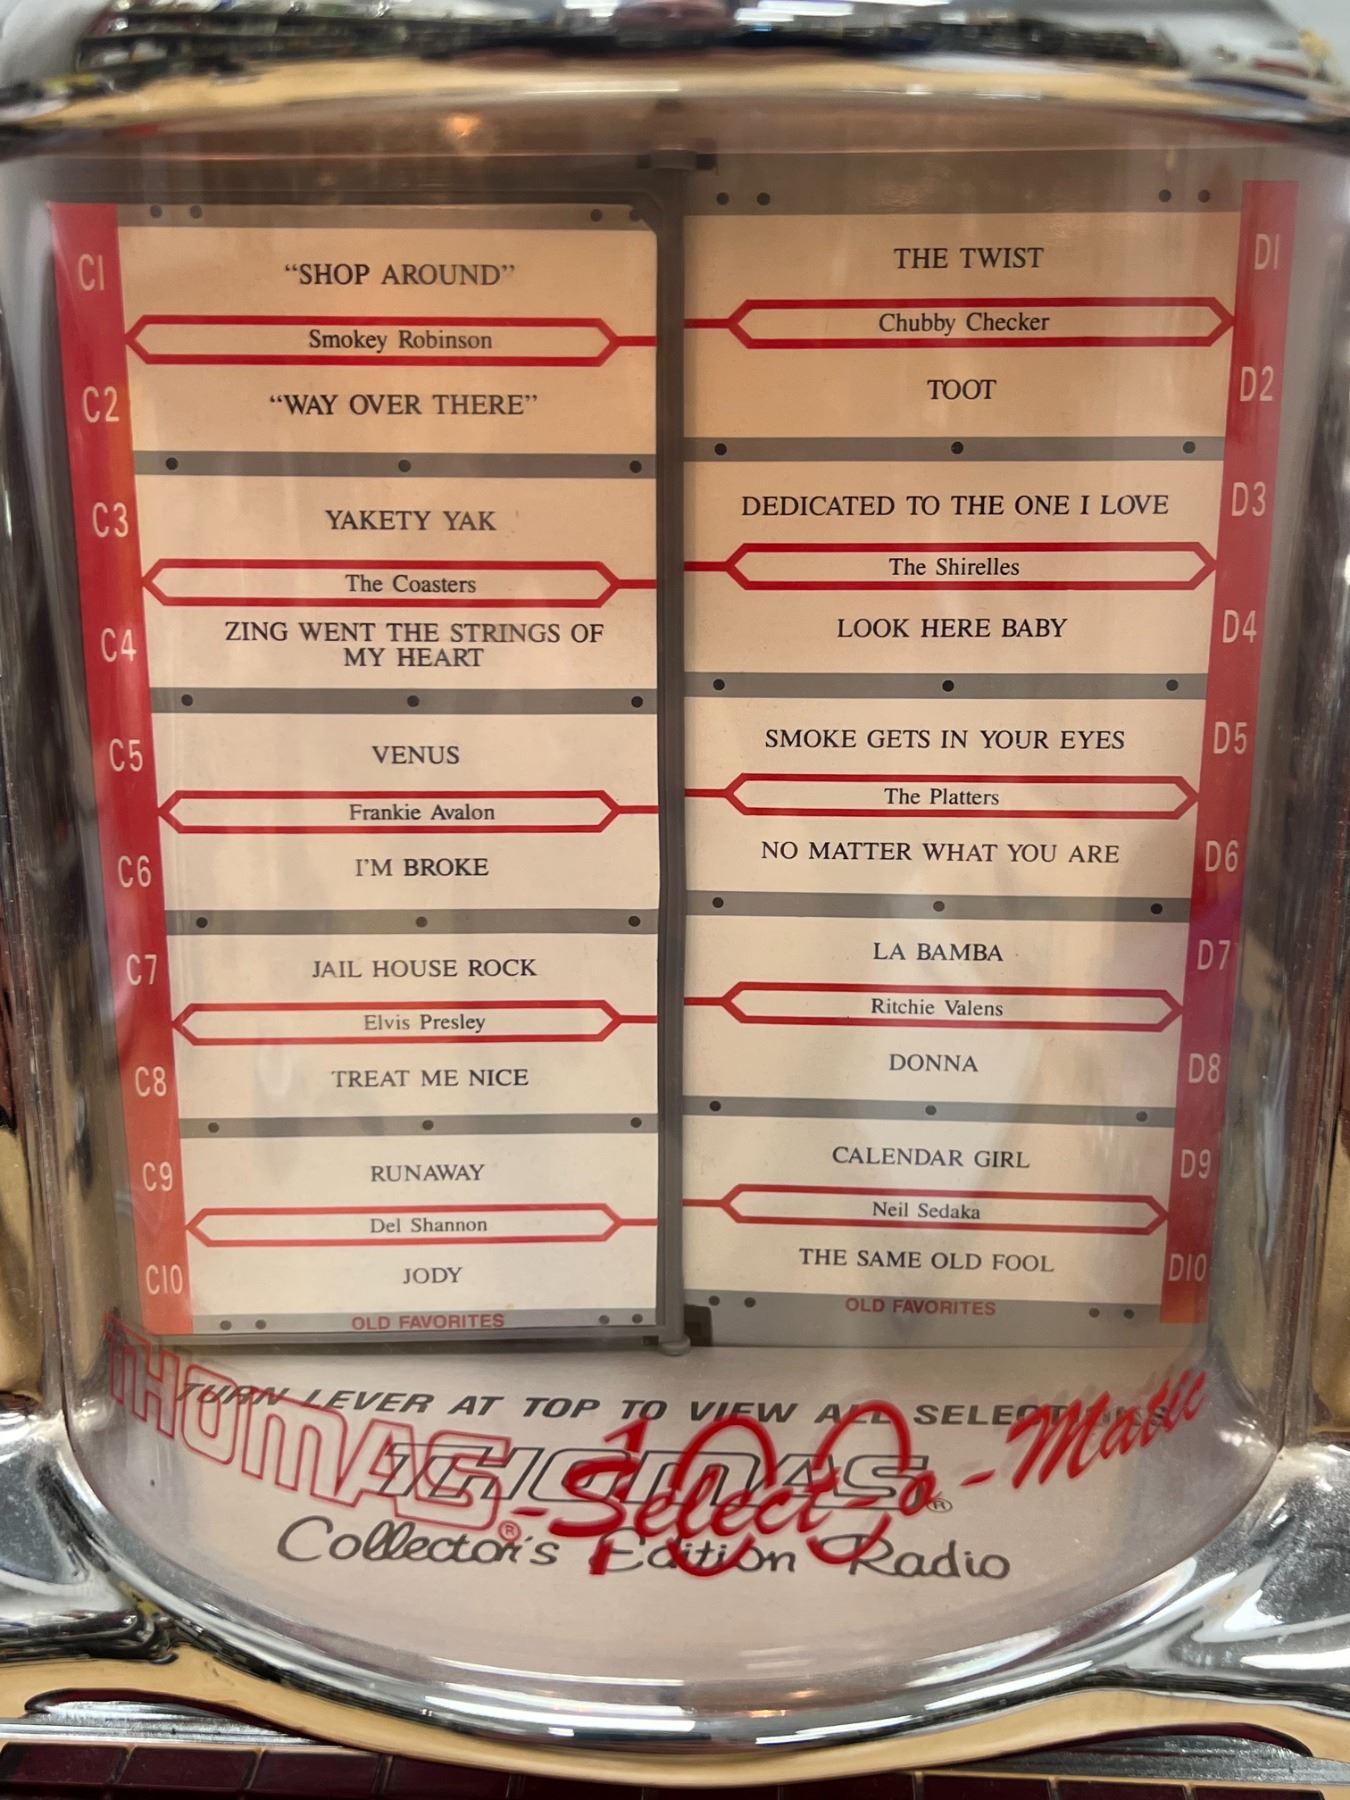 C1
"SHOP AROUND"
Smokey Robinson
C2
"WAY OVER THERE"
C3
YAKETY YAK
The Coasters
C4
ZING WENT THE STRINGS OF
MY HEART
C5
VENUS
Frankie Avalon
C6
I'M BROKE
C7
JAIL HOUSE ROCK
Elvis Presley
C8
TREAT ME NICE
C9
RUNAWAY
Del Shannon
C10
JODY
OLD FAVORITES
D1
THE TWIST
Chubby Checker
D2
TOOT
D3
DEDICATED TO THE ONE I LOVE
The Shirelles
D4
LOOK HERE BABY
D5
SMOKE GETS IN YOUR EYES
The Platters
D6
NO MATTER WHAT YOU ARE
D7
LA BAMBA
Ritchie Valens
D8
DONNA
D9
CALENDAR GIRL
Neil Sedaka
D10
THE SAME OLD FOOL
OLD FAVORITES
TURN LEVER AT TOP TO VIEW ALL SELECTIONS
THOMAS®
Collector's Edition Radio
THOMAS® -Select-o-Matic
100